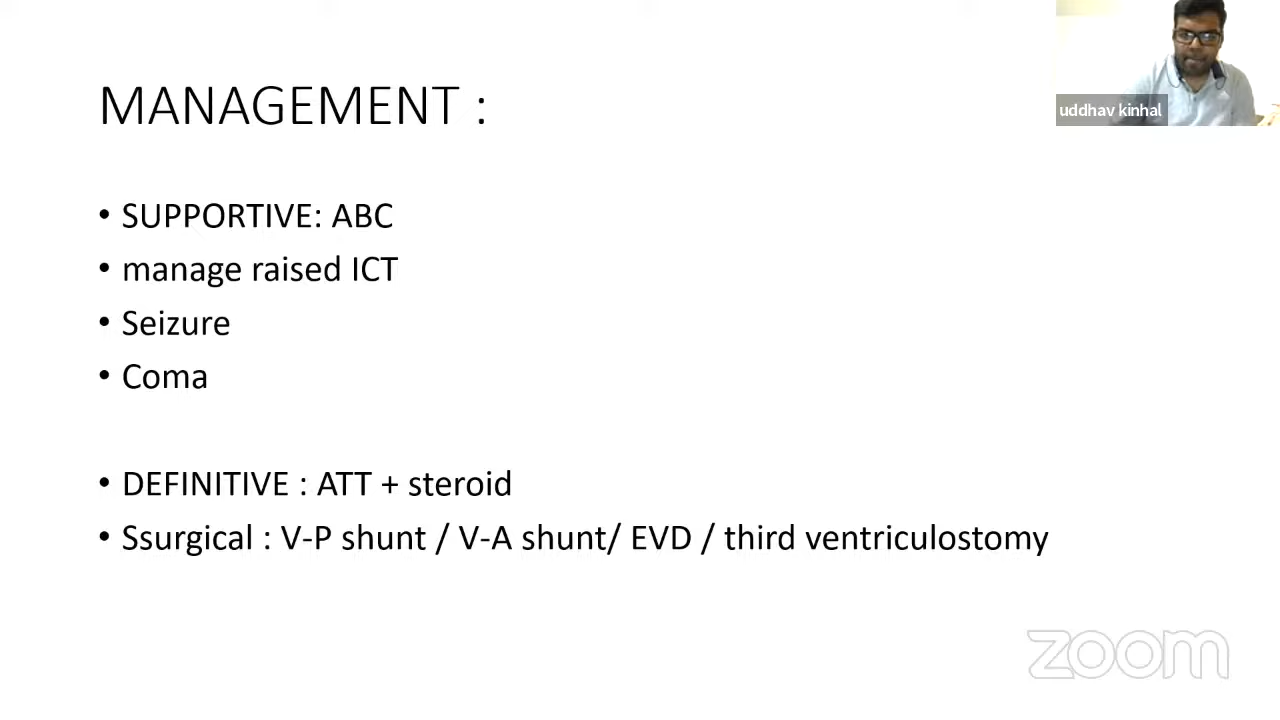 MANAGEMENT :
uddhav kinhal
• SUPPORTIVE: ABC
• manage raised ICT
• Seizure
• Coma
• DEFINITIVE : ATT + steroid
• Ssurgical : V-P shunt / V-A shunt/ EVD / third ventriculostomy
zoom